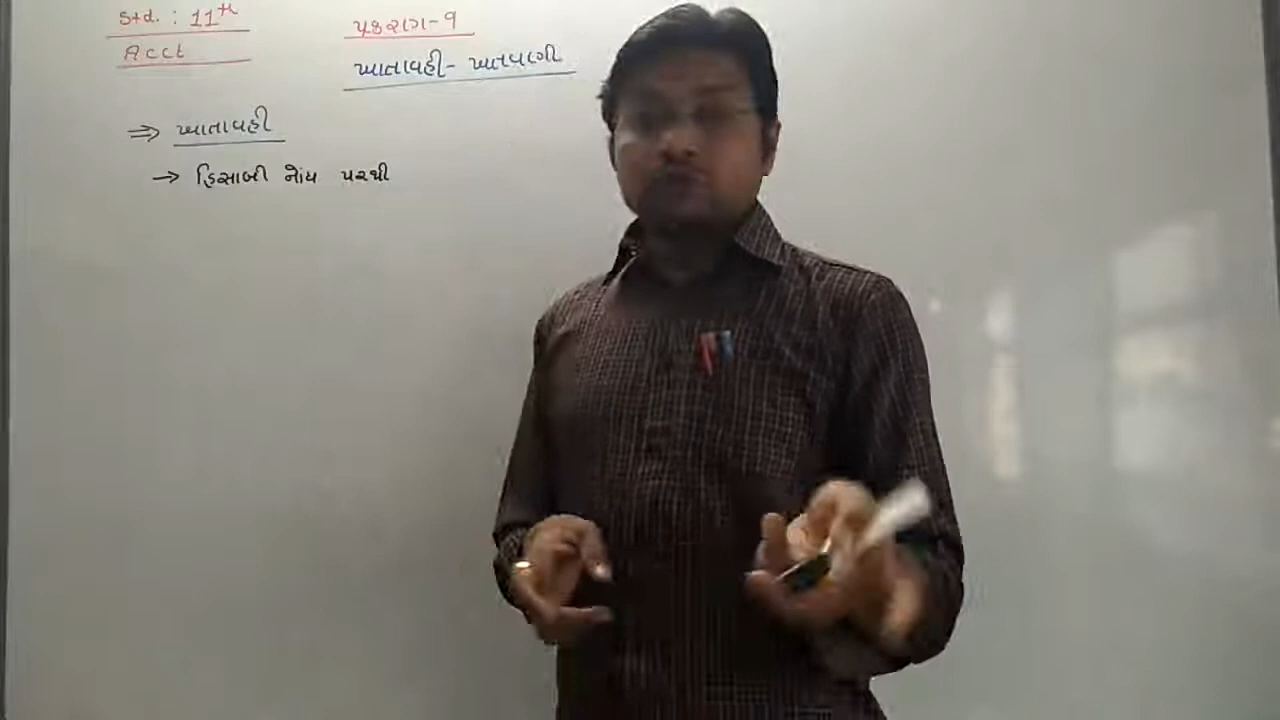 Std. : 11th
Acct
પ્રકરણ-૧
ખાતાવહી- ખતવણી
⇒ ખાતાવહી
→ હિસાબી નોંધ પરથી